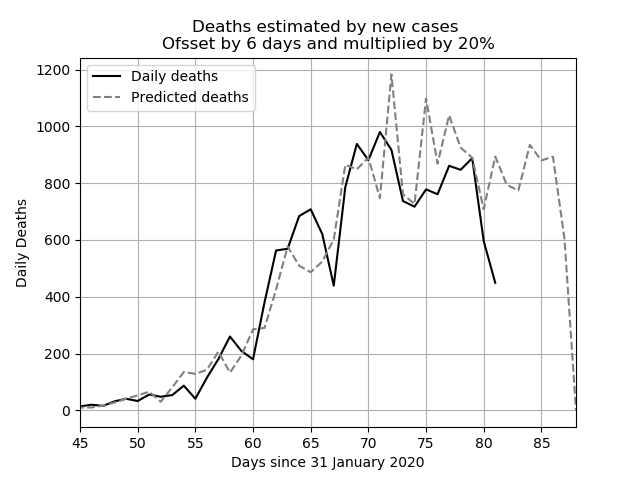 Deaths estimated by new cases
Ofsset by 6 days and multiplied by 20%
Daily deaths
Predicted deaths
1200
1000
800
600
400
200
0
Daily Deaths
45 50 55 60 65 70 75 80 85
Days since 31 January 2020